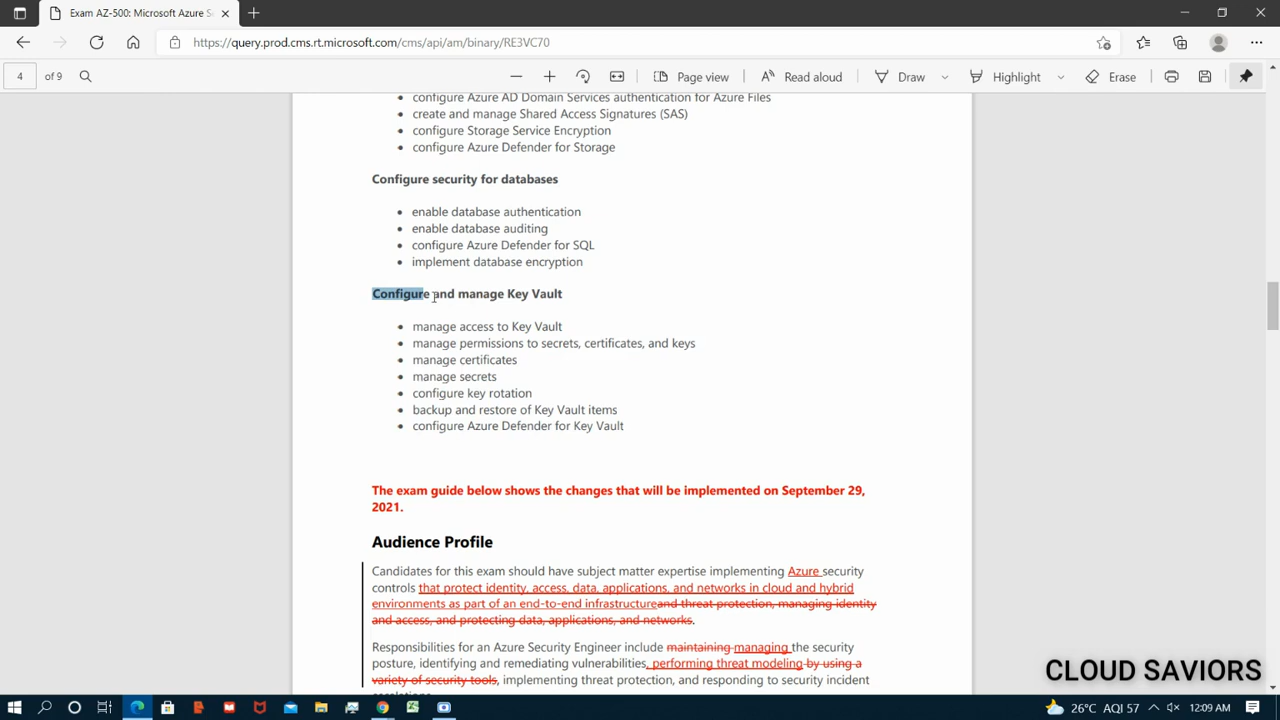 Exam AZ-500: Microsoft Azure S
https://query.prod.cms.rt.microsoft.com/cms/api/am/binary/RE3VC70
4 of 9
Page view
Read aloud
Draw
Highlight
Erase
• configure Azure AD Domain Services authentication for Azure Files
• create and manage Shared Access Signatures (SAS)
• configure Storage Service Encryption
• configure Azure Defender for Storage
Configure security for databases
• enable database authentication
• enable database auditing
• configure Azure Defender for SQL
• implement database encryption
Configure and manage Key Vault
• manage access to Key Vault
• manage permissions to secrets, certificates, and keys
• manage certificates
• manage secrets
• configure key rotation
• backup and restore of Key Vault items
• configure Azure Defender for Key Vault
The exam guide below shows the changes that will be implemented on September 29,
2021.
Audience Profile
Candidates for this exam should have subject matter expertise implementing Azure security
controls that protect identity, access, data, applications, and networks in cloud and hybrid
environments as part of an end-to-end infrastructureand threat protection, managing identity
and access, and protecting data, applications, and networks.
Responsibilities for an Azure Security Engineer include maintaining managing the security
posture, identifying and remediating vulnerabilities, performing threat modeling by using a
variety of security tools, implementing threat protection, and responding to security incident
CLOUD SAVIORS
26°C AQI 57
12:09 AM